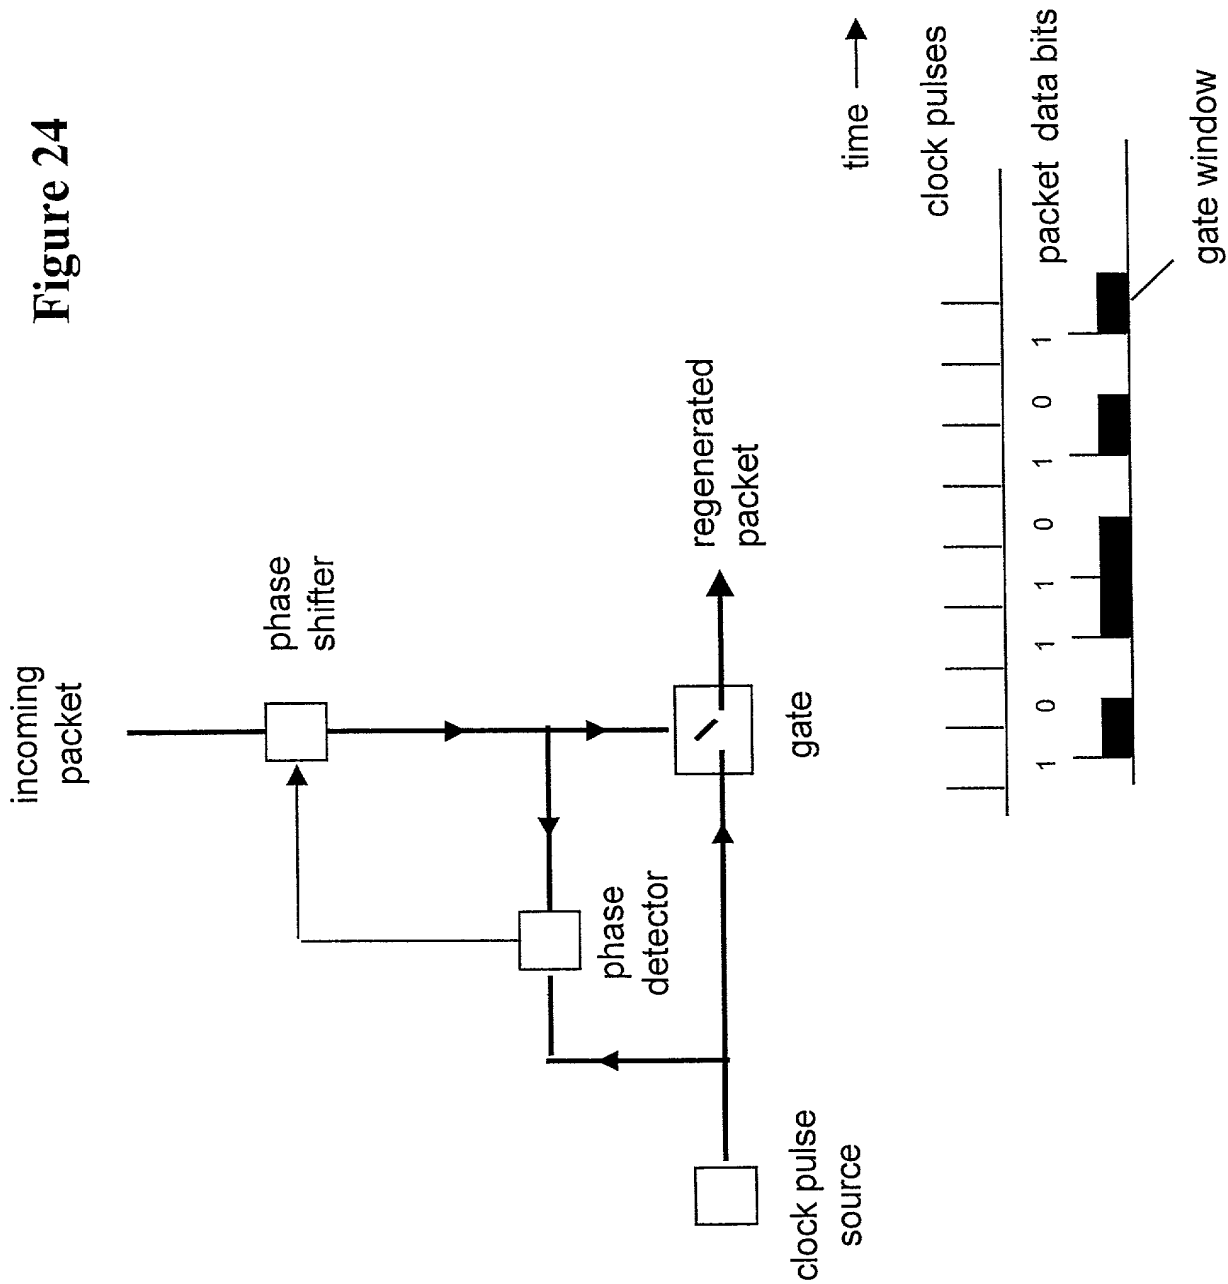 Figure 24
incoming
packet
phase
shifter
phase
detector
regenerated
packet
clock pulse
source
gate
time
clock pulses
1 0 1 1 0 1 0 1
packet data bits
gate window